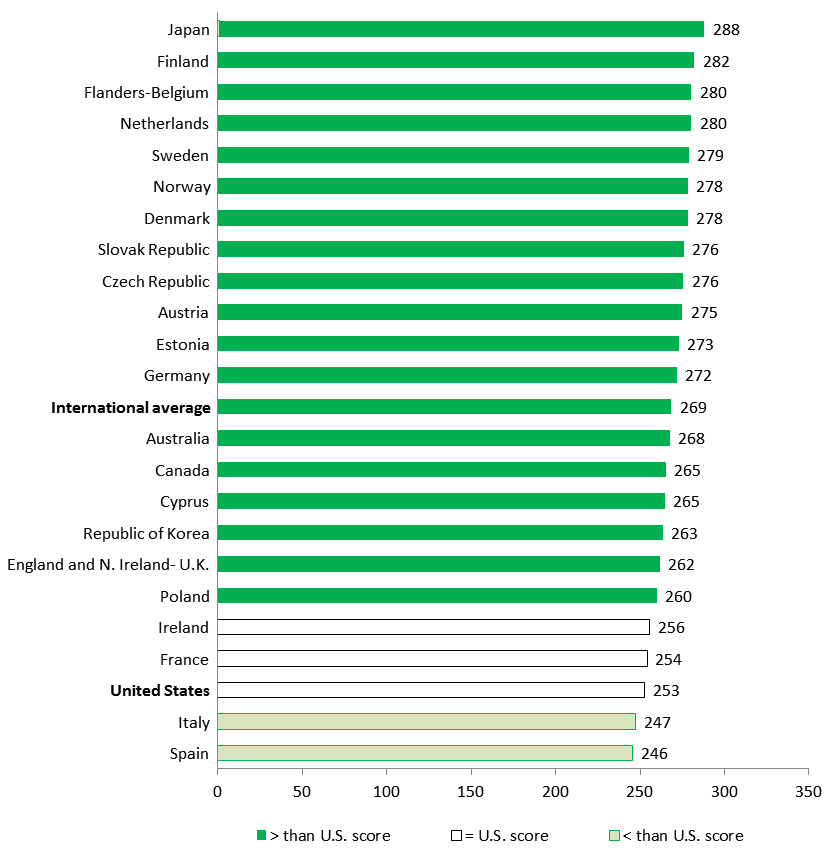 Japan 288
Finland 282
Flanders-Belgium 280
Netherlands 280
Sweden 279
Norway 278
Denmark 278
Slovak Republic 276
Czech Republic 276
Austria 275
Estonia 273
Germany 272
International average 269
Australia 268
Canada 265
Cyprus 265
Republic of Korea 263
England and N. Ireland- U.K. 262
Poland 260
Ireland 256
France 254
United States 253
Italy 247
Spain 246
0 50 100 150 200 250 300 350
> than U.S. score = U.S. score < than U.S. score